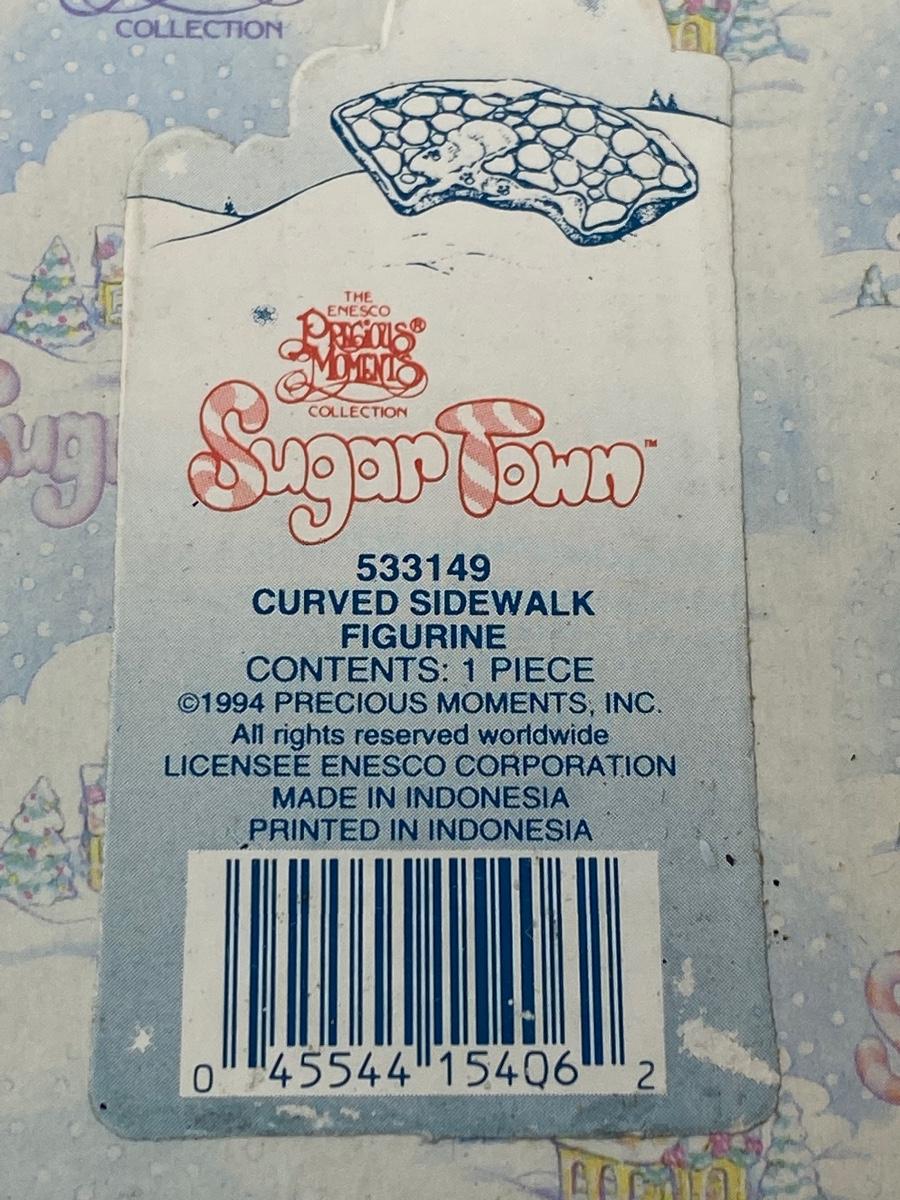 COLLECTION
THE
ENESCO
PRECIOUS®
MOMENTS
COLLECTION
Sugar Town™
533149
CURVED SIDEWALK
FIGURINE
CONTENTS: 1 PIECE
©1994 PRECIOUS MOMENTS, INC.
All rights reserved worldwide
LICENSEE ENESCO CORPORATION
MADE IN INDONESIA
PRINTED IN INDONESIA
0 45544 15406 2